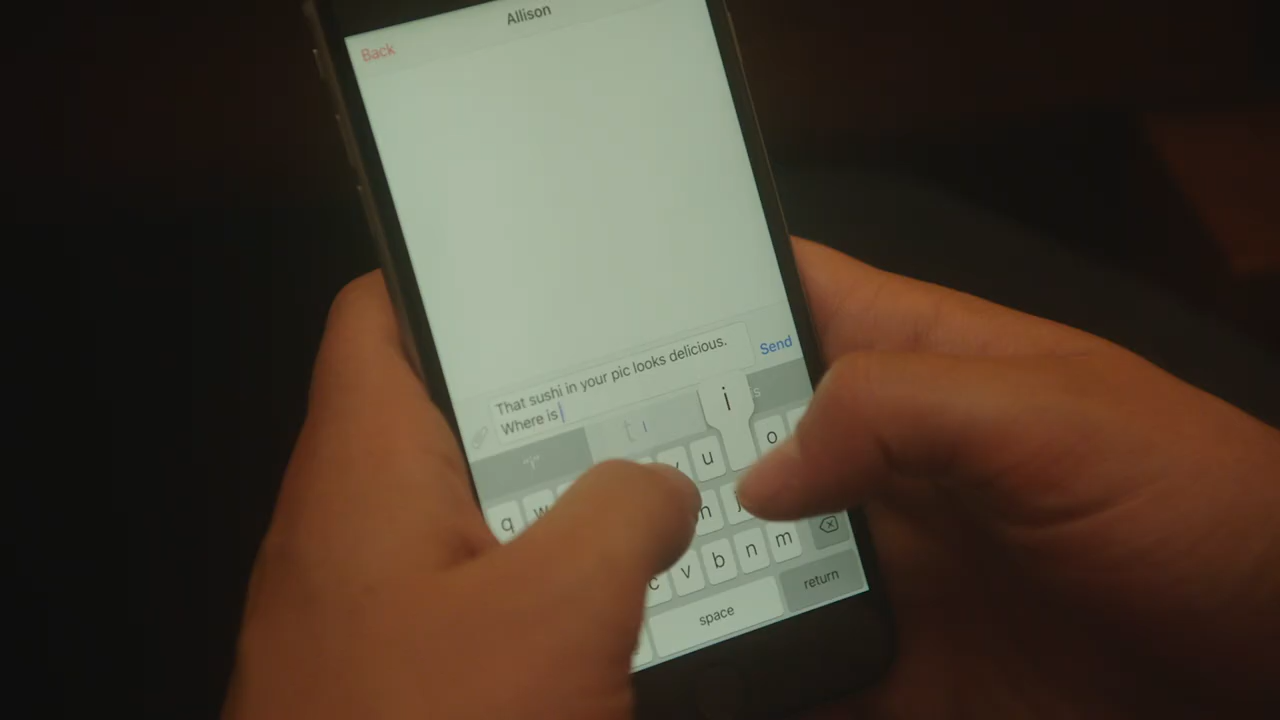 Allison
Back
That sushi in your pic looks delicious.
Where is
Send
"i"
i
q w u o
j
c v b n m
space
return